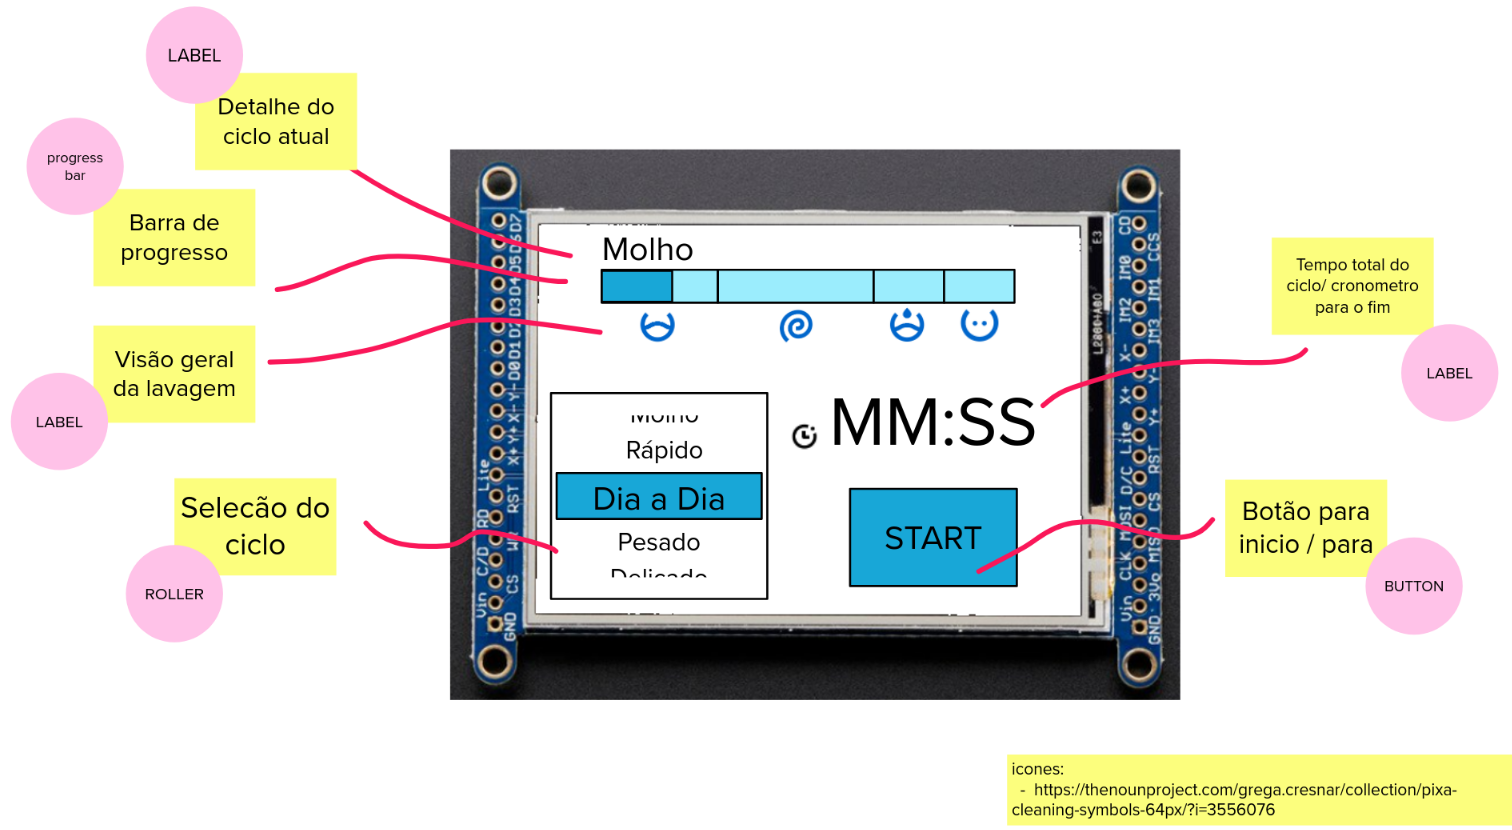 LABEL
Detalhe do
ciclo atual
progress
bar
Barra de
progresso
Visão geral
da lavagem
LABEL
Selecão do
ciclo
ROLLER
Molho
Molho
Rápido
Dia a Dia
Pesado
Delicado
MM:SS
START
Tempo total do
ciclo/ cronometro
para o fim
LABEL
Botão para
inicio / para
BUTTON
D7
D6
D5
D4
D3
D2
D1
D0
Y-
X-
Y+
X+
Lite
RST
RD
WR
C/D
CS
Vin
GND
E3
CD
CCS
IM0
IM1
IM2
IM3
X-
Y-
X+
Y+
Lite
RST
D/C
CS
MOSI
MISO
CLK
3Vo
Vin
GND
icones:
- https://thenounproject.com/grega.cresnar/collection/pixa-
cleaning-symbols-64px/?i=3556076